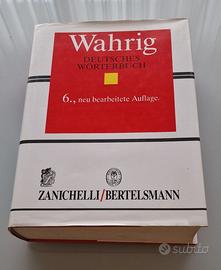 Wahrig
DEUTSCHES
WÖRTERBUCH
6., neu bearbeitete Auflage.
ZANICHELLI/BERTELSMANN
subito